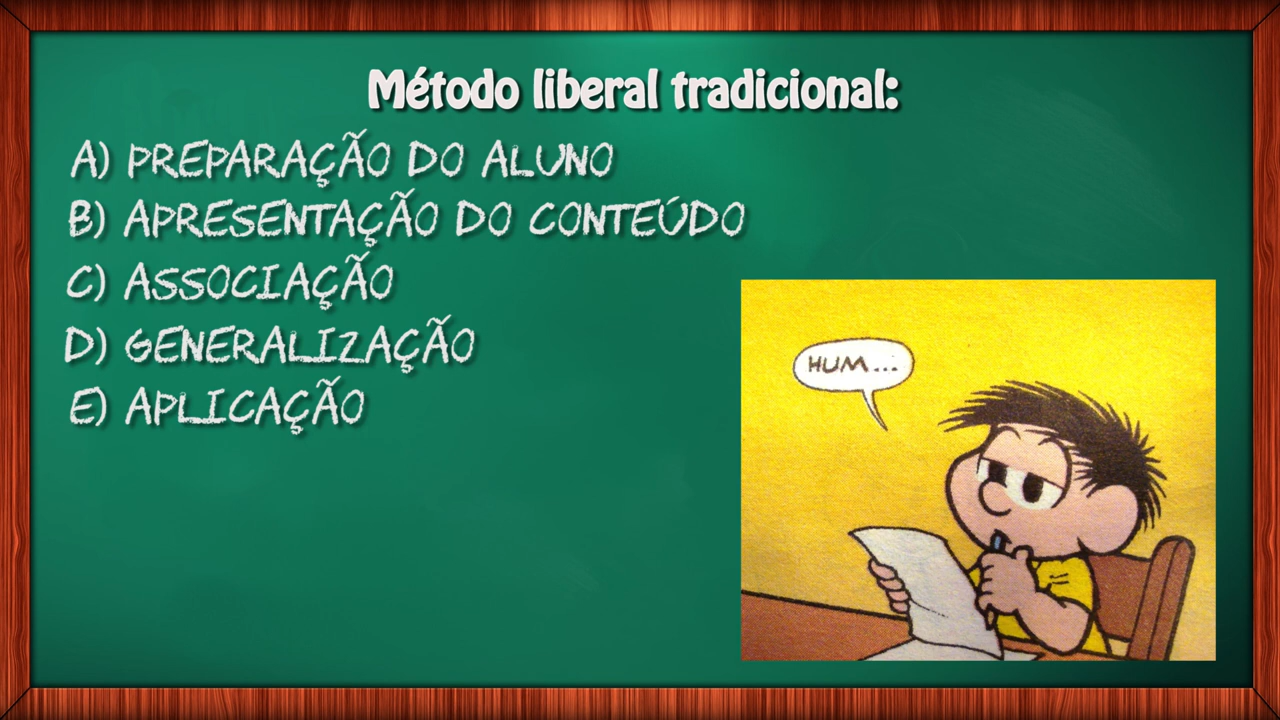 Método liberal tradicional:
A) PREPARAÇÃO DO ALUNO
B) APRESENTAÇÃO DO CONTEÚDO
C) ASSOCIAÇÃO
D) GENERALIZAÇÃO
E) APLICAÇÃO
HUM...